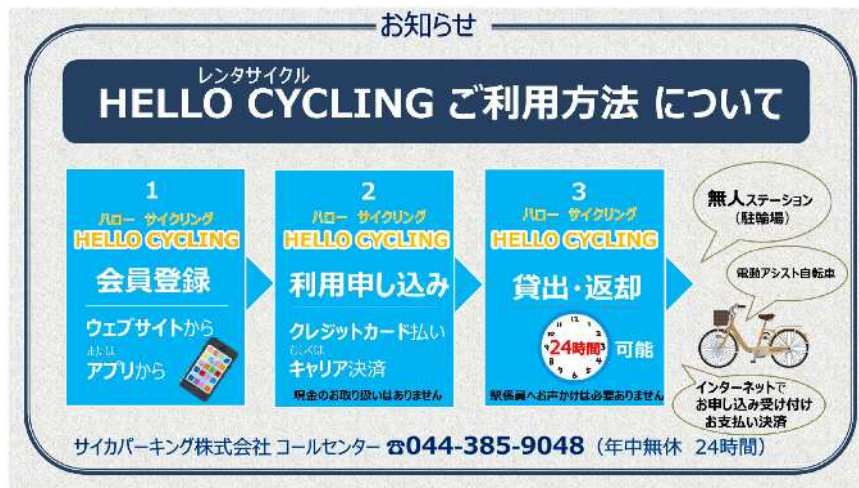 お知らせ
レンタサイクル
HELLO CYCLING ご利用方法 について
1
ハロー サイクリング
HELLO CYCLING
会員登録
ウェブサイトから
または
アプリから
2
ハロー サイクリング
HELLO CYCLING
利用申し込み
クレジットカード払い
もしくは
キャリア決済
現金のお取り扱いはありません
3
ハロー サイクリング
HELLO CYCLING
貸出・返却
24時間 可能
駅係員へお声かけは必要ありません
無人ステーション
(駐輪場)
電動アシスト自転車
インターネットで
お申し込み受け付け
お支払い決済
サイカパーキング株式会社 コールセンター ☎044-385-9048 (年中無休 24時間)